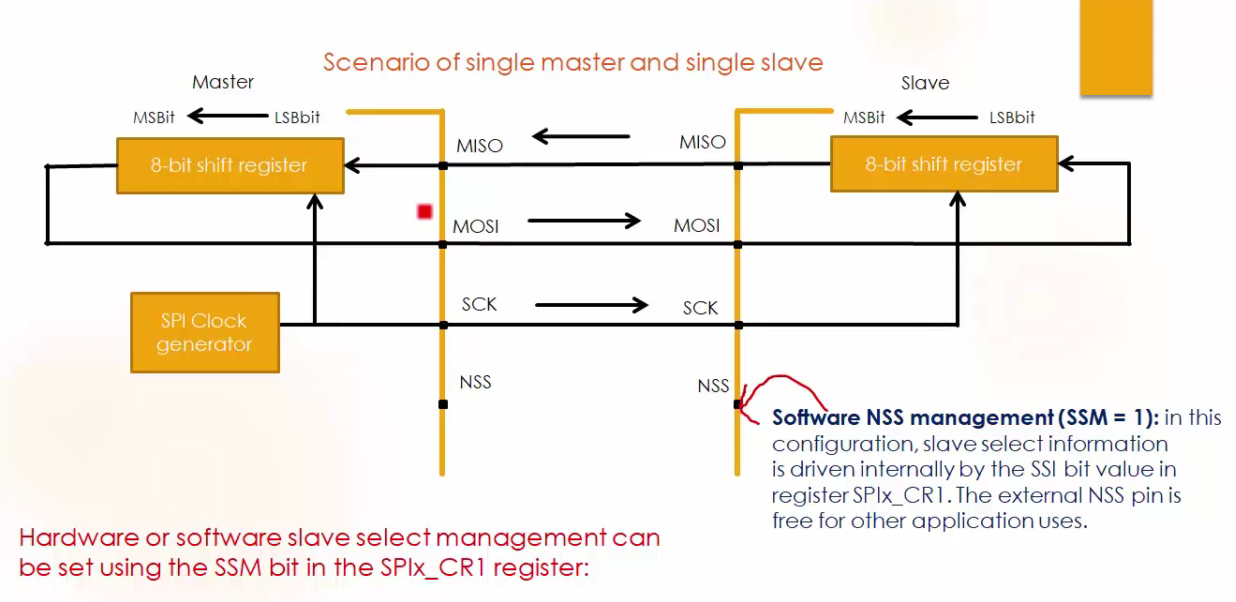 Scenario of single master and single slave
Master
Slave
MSBit
LSBbit
MSBit
LSBbit
8-bit shift register
MISO
MISO
8-bit shift register
MOSI
MOSI
SPI Clock
generator
SCK
SCK
NSS
NSS
Software NSS management (SSM = 1): in this
configuration, slave select information
is driven internally by the SSI bit value in
register SPIx_CR1. The external NSS pin is
free for other application uses.
Hardware or software slave select management can
be set using the SSM bit in the SPIx_CR1 register: